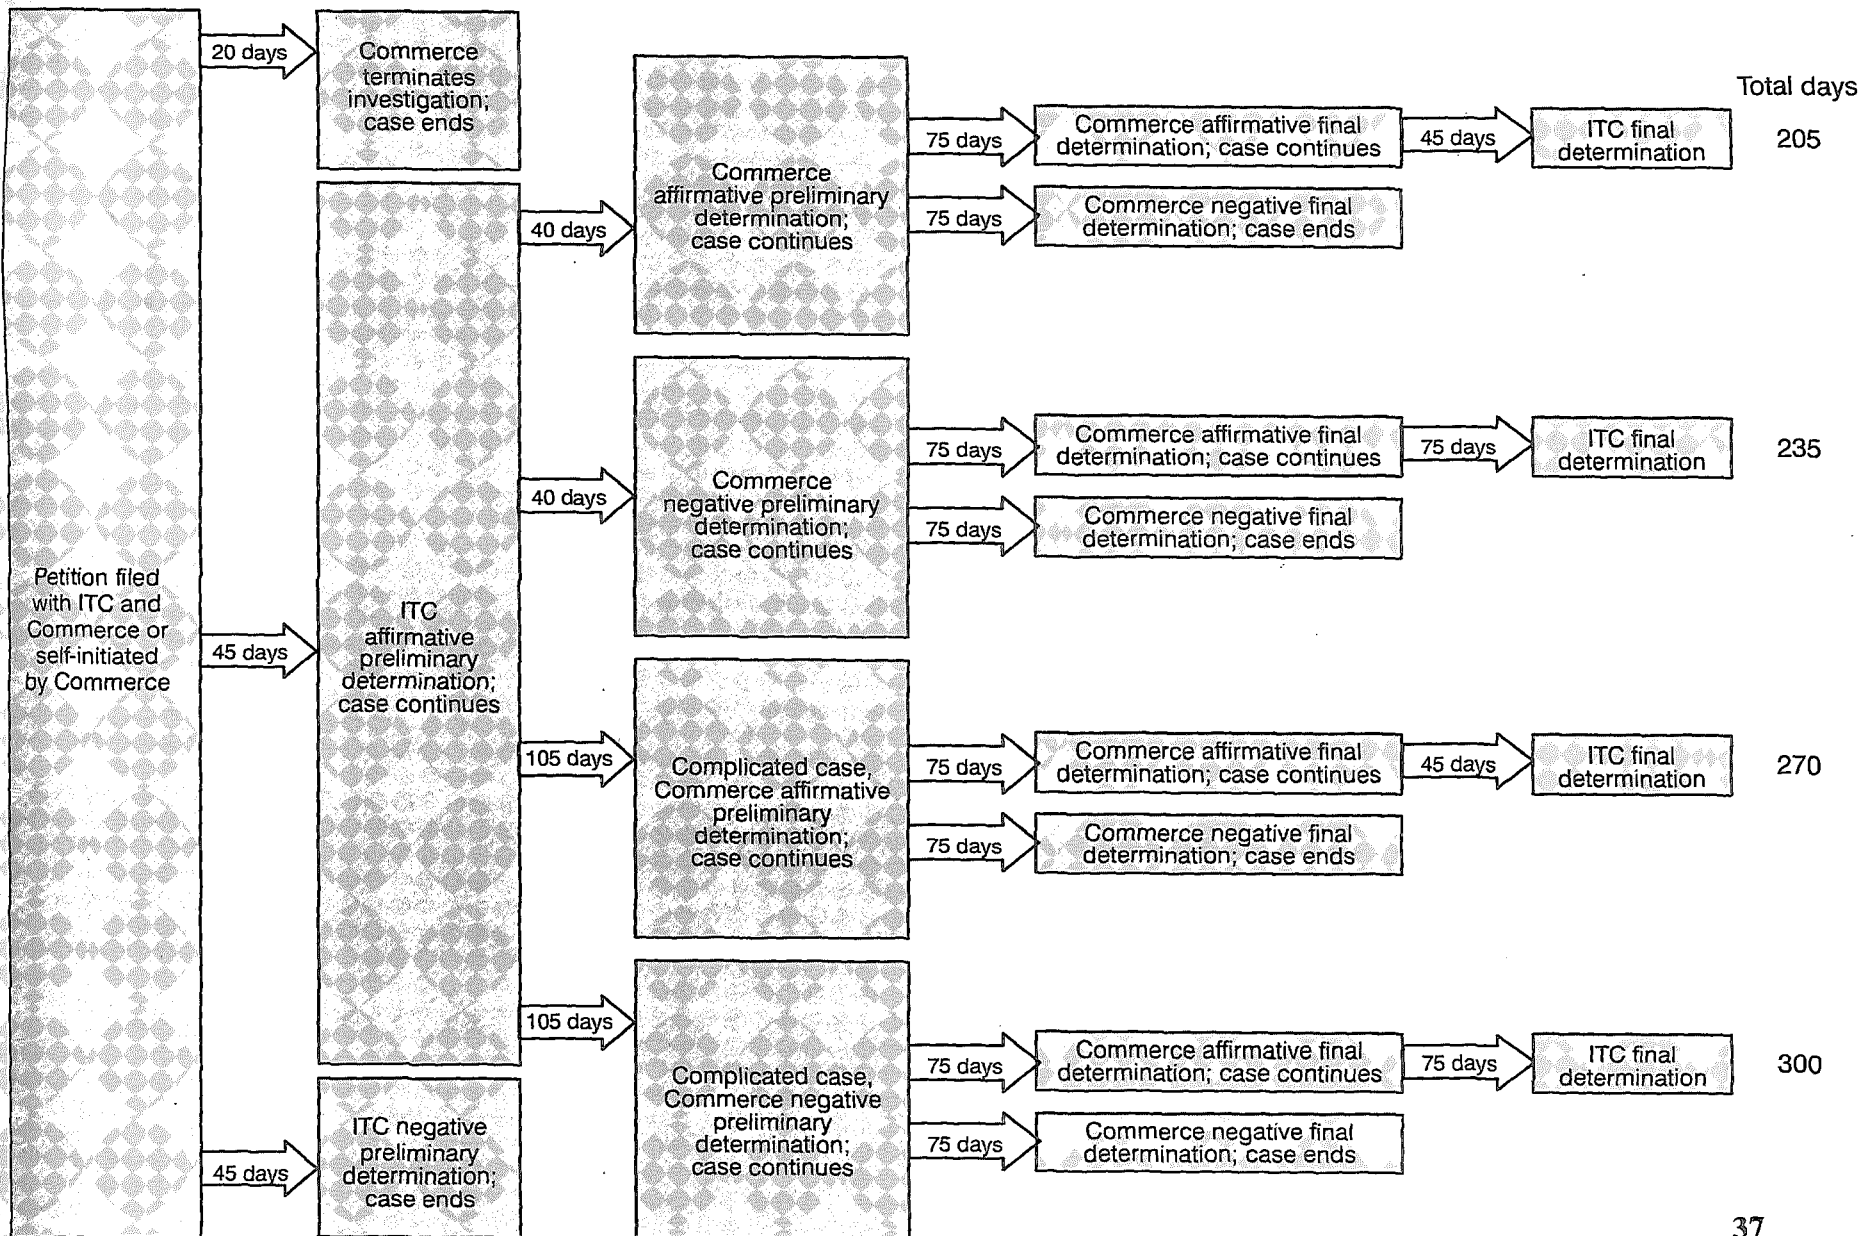 Petition filed
with ITC and
Commerce or
self-initiated
by Commerce
20 days
Commerce
terminates
investigation;
case ends
45 days
ITC
affirmative
preliminary
determination;
case continues
45 days
ITC negative
preliminary
determination;
case ends
40 days
Commerce
affirmative preliminary
determination;
case continues
75 days
Commerce affirmative final
determination; case continues
45 days
ITC final
determination
Total days
205
75 days
Commerce negative final
determination; case ends
40 days
Commerce
negative preliminary
determination;
case continues
75 days
Commerce affirmative final
determination; case continues
75 days
ITC final
determination
235
75 days
Commerce negative final
determination; case ends
105 days
Complicated case,
Commerce affirmative
preliminary
determination;
case continues
75 days
Commerce affirmative final
determination; case continues
45 days
ITC final
determination
270
75 days
Commerce negative final
determination; case ends
105 days
Complicated case,
Commerce negative
preliminary
determination;
case continues
75 days
Commerce affirmative final
determination; case continues
75 days
ITC final
determination
300
75 days
Commerce negative final
determination; case ends
37